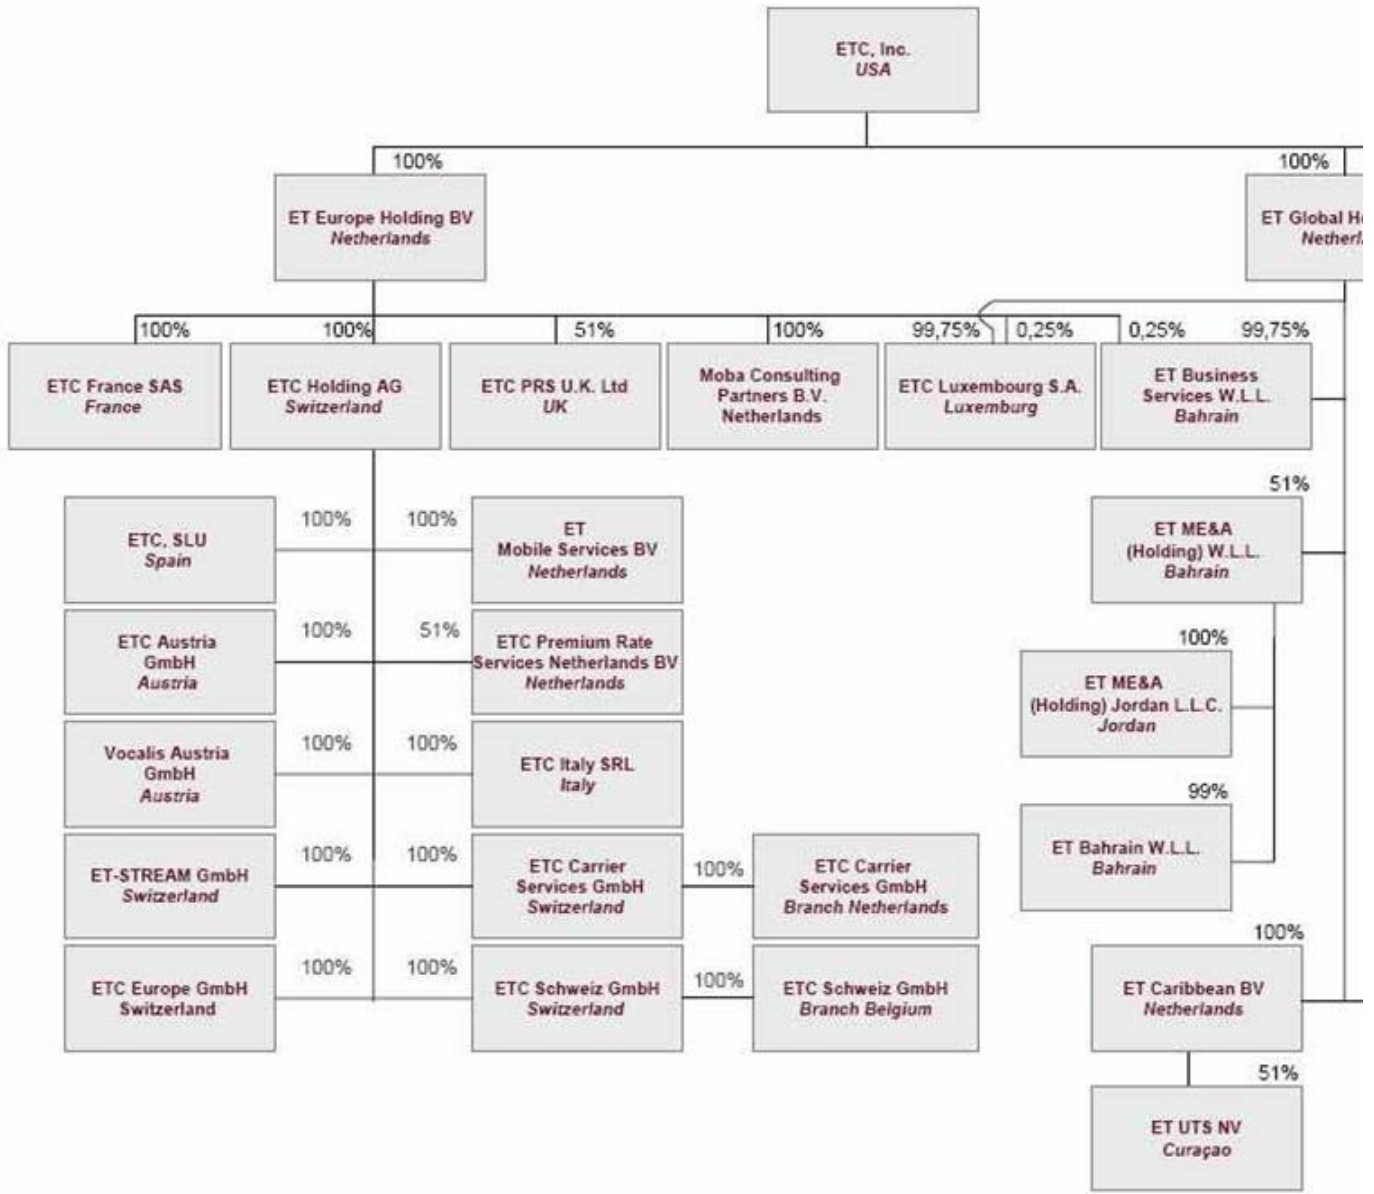 ETC, Inc.
USA
100%
100%
ET Europe Holding BV
Netherlands
ET Global
100%
100%
51%
100%
99,75%
0,25%
0,25%
99,75%
ETC France SAS
France
ETC Holding AG
Switzerland
ETC PRS U.K. Ltd
UK
Moba Consulting
Partners B.V.
Netherlands
ETC Luxembourg S.A.
Luxemburg
ET Business
Services W.L.L.
Bahrain
ETC, SLU
Spain
100%
100%
ET
Mobile Services BV
Netherlands
ETC Austria
GmbH
Austria
100%
51%
ETC Premium Rate
Services Netherlands BV
Netherlands
Vocalis Austria
GmbH
Austria
100%
100%
ETC Italy SRL
Italy
ET-STREAM GmbH
Switzerland
100%
100%
ETC Carrier
Services GmbH
Switzerland
100%
ETC Carrier
Services GmbH
Branch Netherlands
ETC Europe GmbH
Switzerland
100%
100%
ETC Schweiz GmbH
Switzerland
100%
ETC Schweiz GmbH
Branch Belgium
51%
ET ME&A
(Holding) W.L.L.
Bahrain
100%
ET ME&A
(Holding) Jordan L.L.C.
Jordan
99%
ET Bahrain W.L.L.
Bahrain
100%
ET Caribbean BV
Netherlands
51%
ET UTS NV
Curaçao